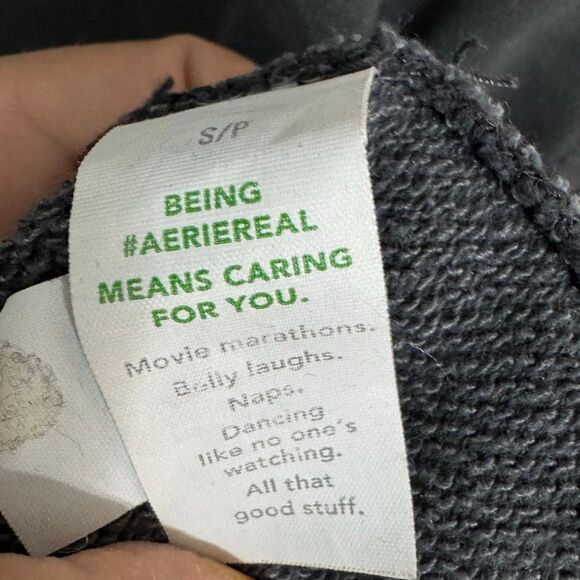 S/P
BEING
#AERIEREAL
MEANS CARING
FOR YOU.
Movie marathons.
Belly laughs.
Naps.
Dancing
like no one's
watching.
All that
good stuff.